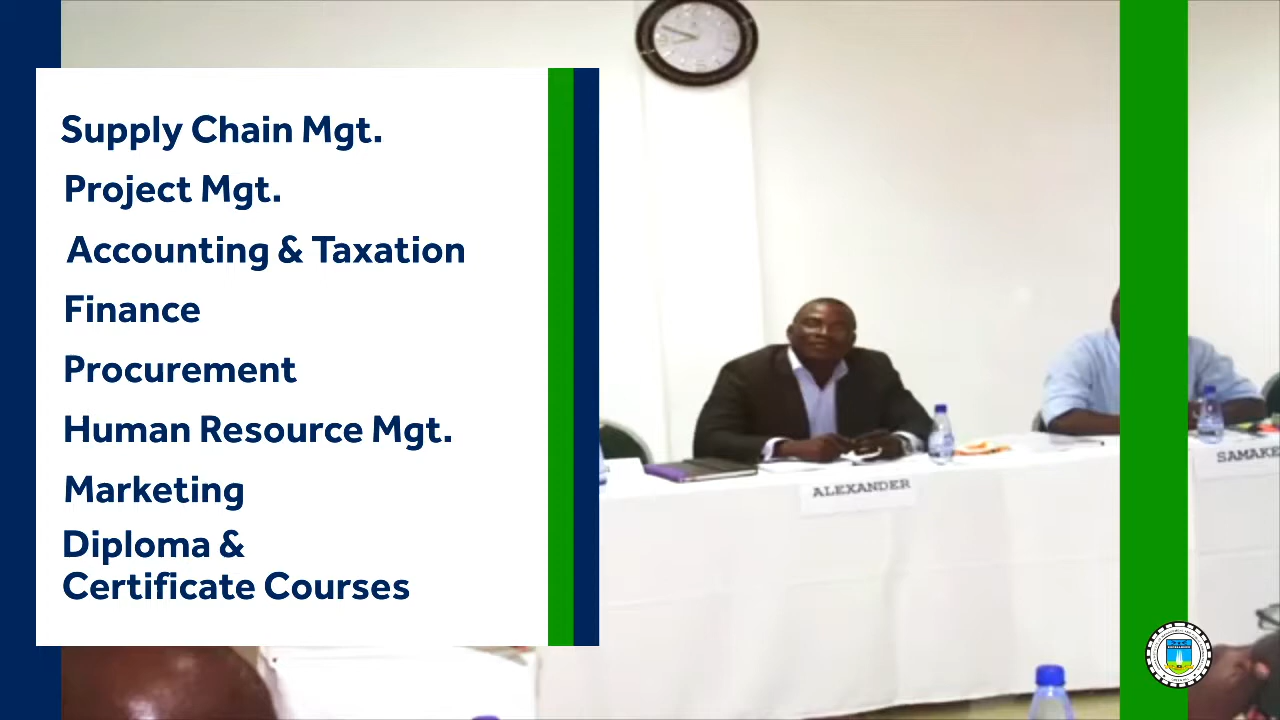 Supply Chain Mgt.
Project Mgt.
Accounting & Taxation
Finance
Procurement
Human Resource Mgt.
Marketing
Diploma &
Certificate Courses
ALEXANDER
SAMAKE